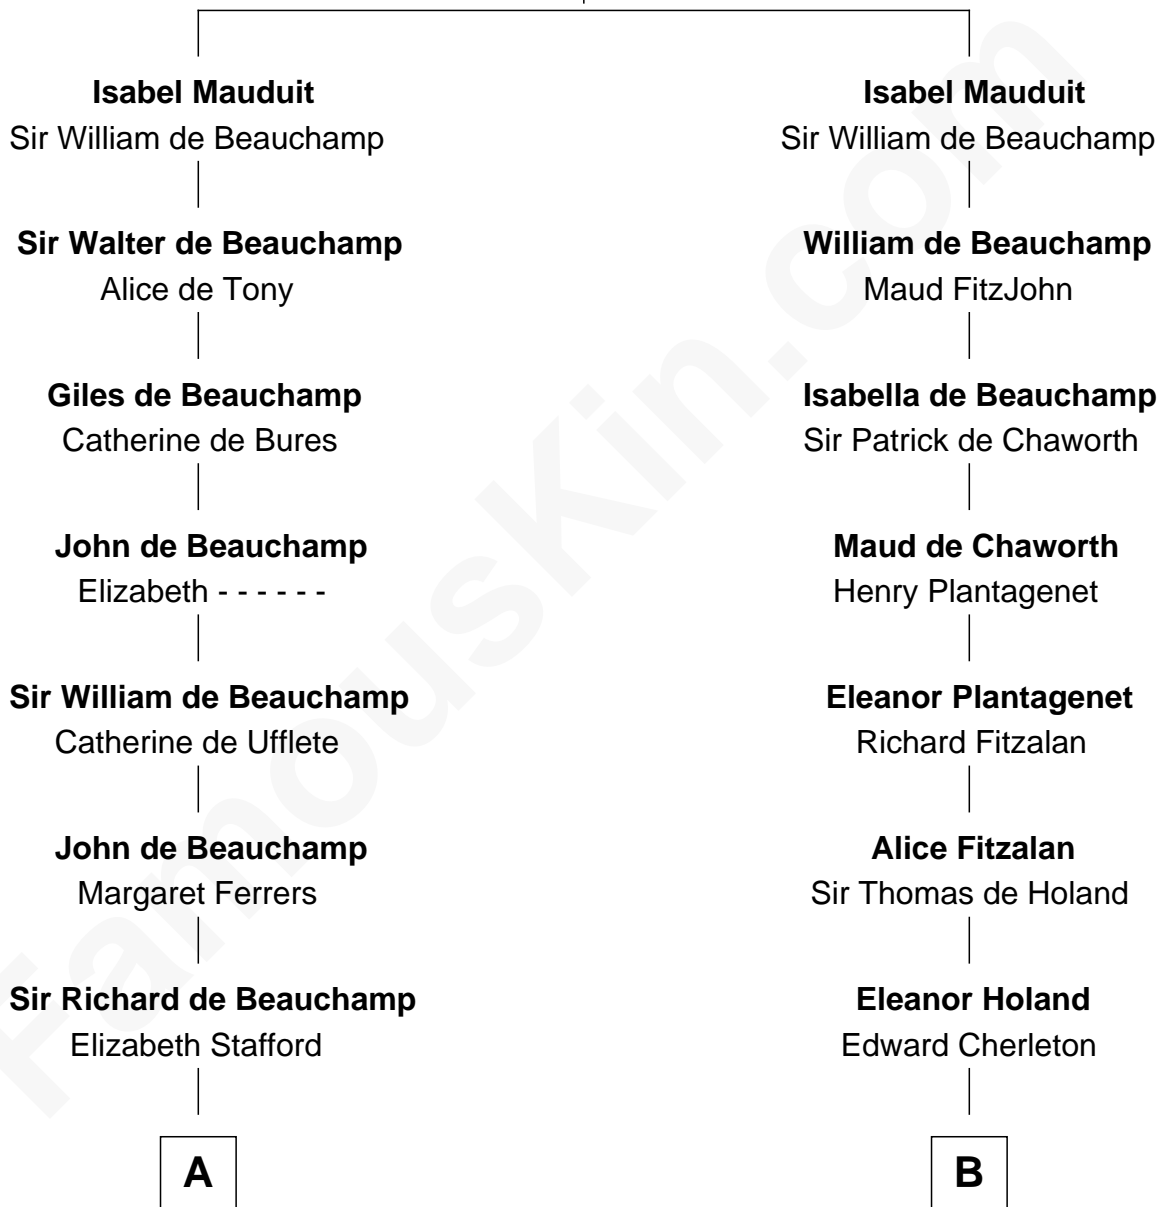 Isabel Mauduit
Sir William de Beauchamp
Sir Walter de Beauchamp
Alice de Tony
Giles de Beauchamp
Catherine de Bures
John de Beauchamp
Elizabeth - - - - - -
Sir William de Beauchamp
Catherine de Ufflete
John de Beauchamp
Margaret Ferrers
Sir Richard de Beauchamp
Elizabeth Stafford
A
Isabel Mauduit
Sir William de Beauchamp
William de Beauchamp
Maud FitzJohn
Isabella de Beauchamp
Sir Patrick de Chaworth
Maud de Chaworth
Henry Plantagenet
Eleanor Plantagenet
Richard Fitzalan
Alice Fitzalan
Sir Thomas de Holand
Eleanor Holand
Edward Cherleton
B
FamousKin.com